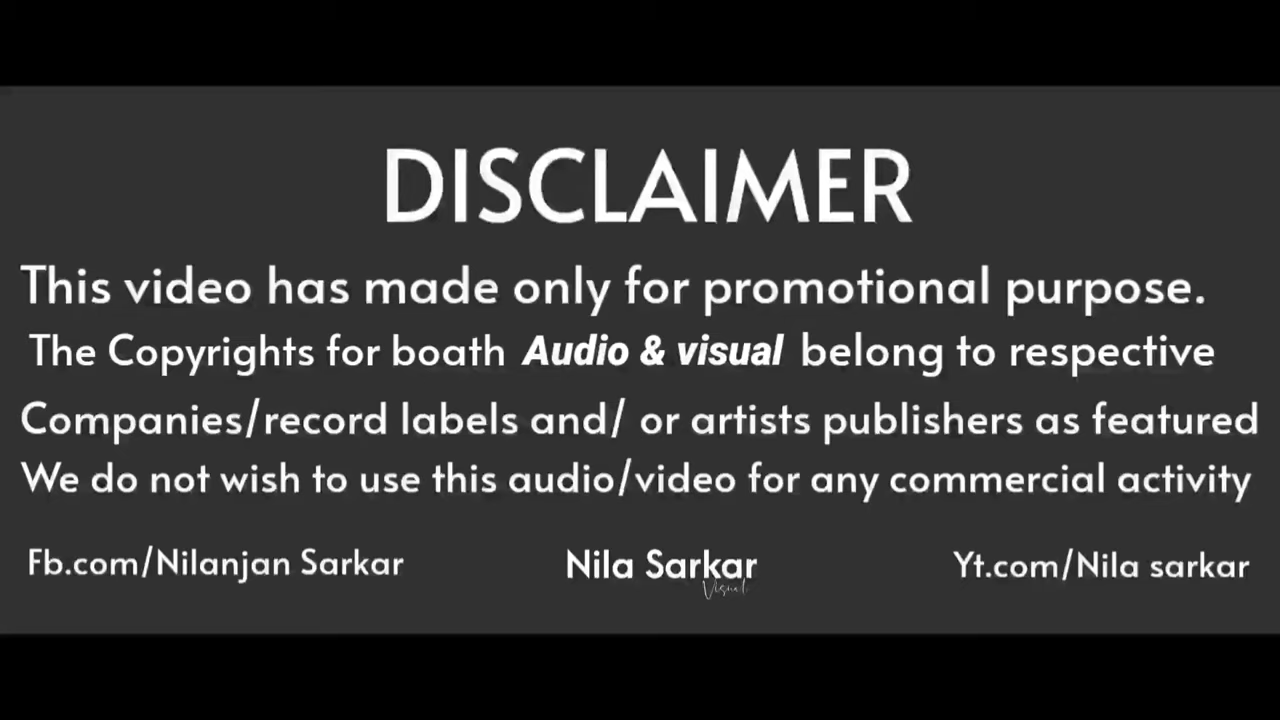 DISCLAIMER
This video has made only for promotional purpose.
The Copyrights for boath Audio & visual belong to respective
Companies/record labels and/ or artists publishers as featured
We do not wish to use this audio/video for any commercial activity
Fb.com/Nilanjan Sarkar Nila Sarkar Yt.com/Nila sarkar
Visual